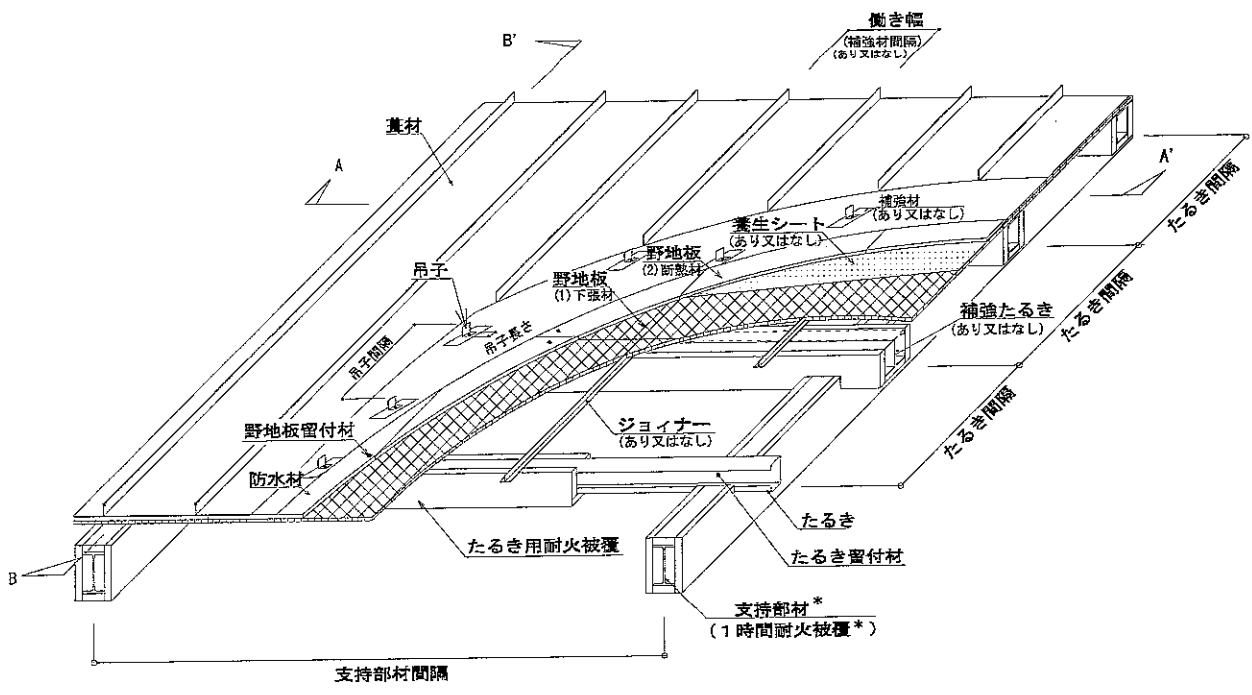 働き幅
(補強材間隔)
(あり又はなし)
B'
葺材
A
A'
補強材
(あり又はなし)
養生シート
(あり又はなし)
野地板
(2)断熱材
野地板
(1)下張材
吊子
吊子長さ
吊子間隔
補強たるき
(あり又はなし)
たるき間隔
たるき間隔
たるき間隔
ジョイナー
(あり又はなし)
野地板留付材
防水材
たるき
たるき用耐火被覆
たるき留付材
B
支持部材*
(1時間耐火被覆*)
支持部材間隔